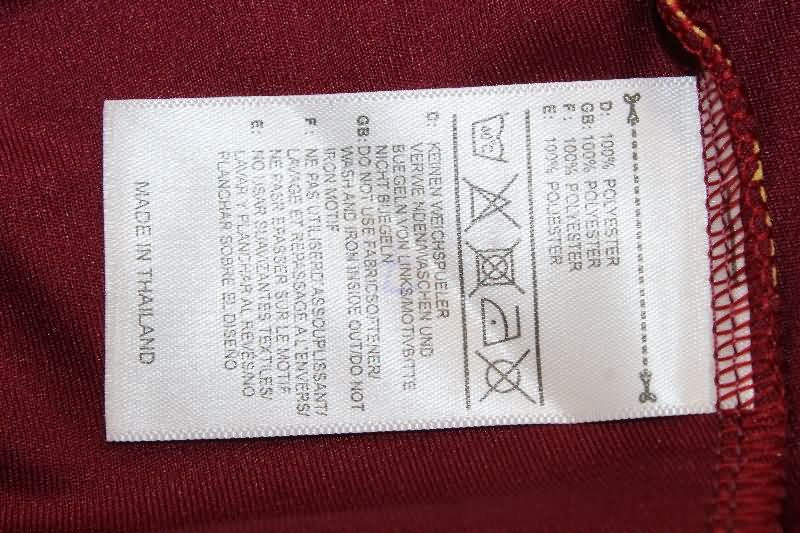 D: 100% POLYESTER
GB: 100% POLYESTER
F: 100% POLYESTER
E: 100% POLYESTER
40°C
D: KEINEN WEICHSPUELER
VERWENDEN/WASCHEN UND
BUEGELN VON LINKS/MOTIV BITTE
NICHT BUEGELN
GB: DO NOT USE FABRICSOFTENER/
WASH AND IRON INSIDE OUT/DO NOT
IRON MOTIF
F: NE PAS UTILISER D'ASSOUPLISSANT/
LAVAGE ET REPASSAGE A L'ENVERS/
NE PAS REPASSER SUR LE MOTIF
E: NO USAR SUAVIZANTES TEXTILES/
LAVAR Y PLANCHAR AL REVES/NO
PLANCHAR SOBRE EL DISENO
MADE IN THAILAND